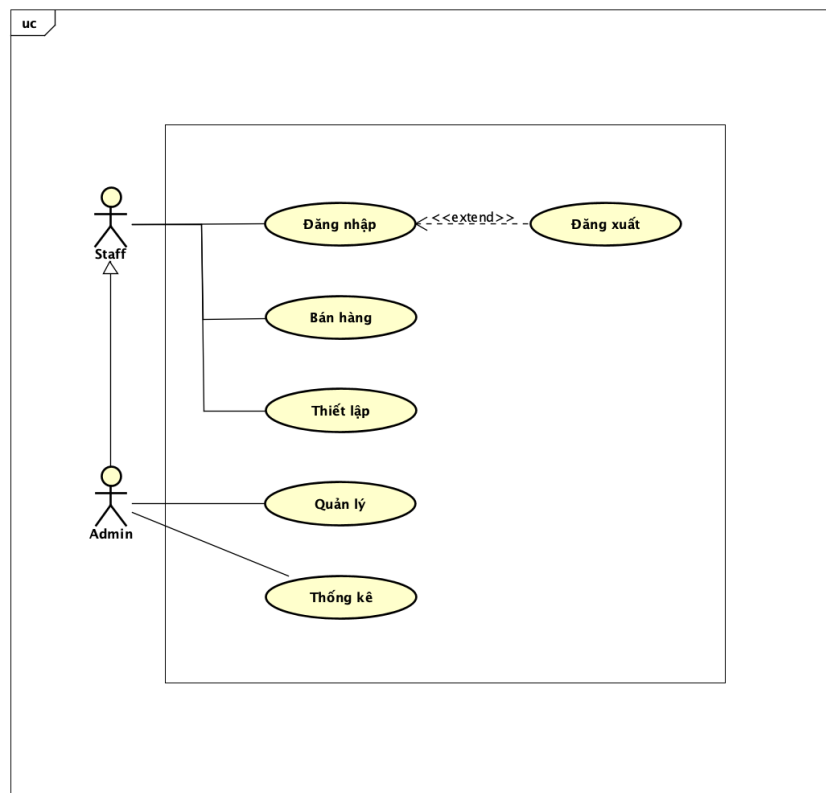 uc
Staff
Đăng nhập
<<extend>>
Đăng xuất
Bán hàng
Thiết lập
Admin
Quản lý
Thống kê